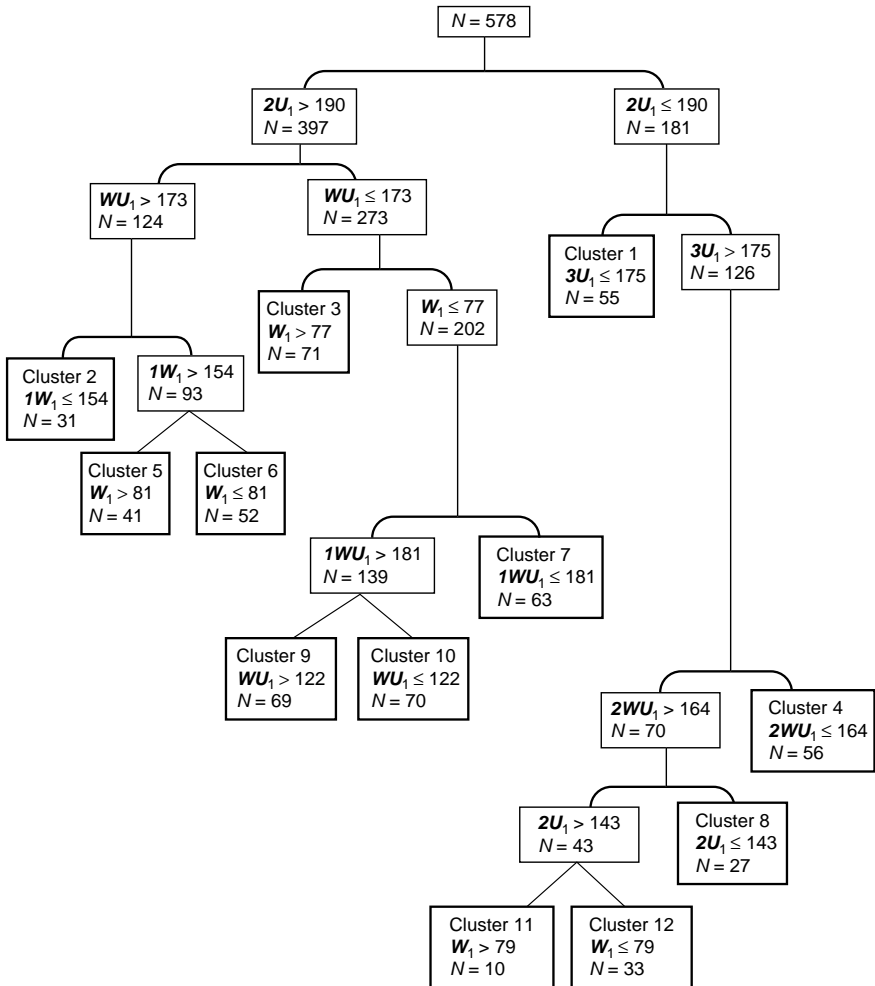 N = 578
2U₁ > 190
N = 397
2U₁ ≤ 190
N = 181
WU₁ > 173
N = 124
WU₁ ≤ 173
N = 273
Cluster 1
3U₁ ≤ 175
N = 55
3U₁ > 175
N = 126
Cluster 3
W₁ > 77
N = 71
W₁ ≤ 77
N = 202
Cluster 2
1W₁ ≤ 154
N = 31
1W₁ > 154
N = 93
Cluster 5
W₁ > 81
N = 41
Cluster 6
W₁ ≤ 81
N = 52
1WU₁ > 181
N = 139
Cluster 7
1WU₁ ≤ 181
N = 63
Cluster 9
WU₁ > 122
N = 69
Cluster 10
WU₁ ≤ 122
N = 70
2WU₁ > 164
N = 70
Cluster 4
2WU₁ ≤ 164
N = 56
2U₁ > 143
N = 43
Cluster 8
2U₁ ≤ 143
N = 27
Cluster 11
W₁ > 79
N = 10
Cluster 12
W₁ ≤ 79
N = 33